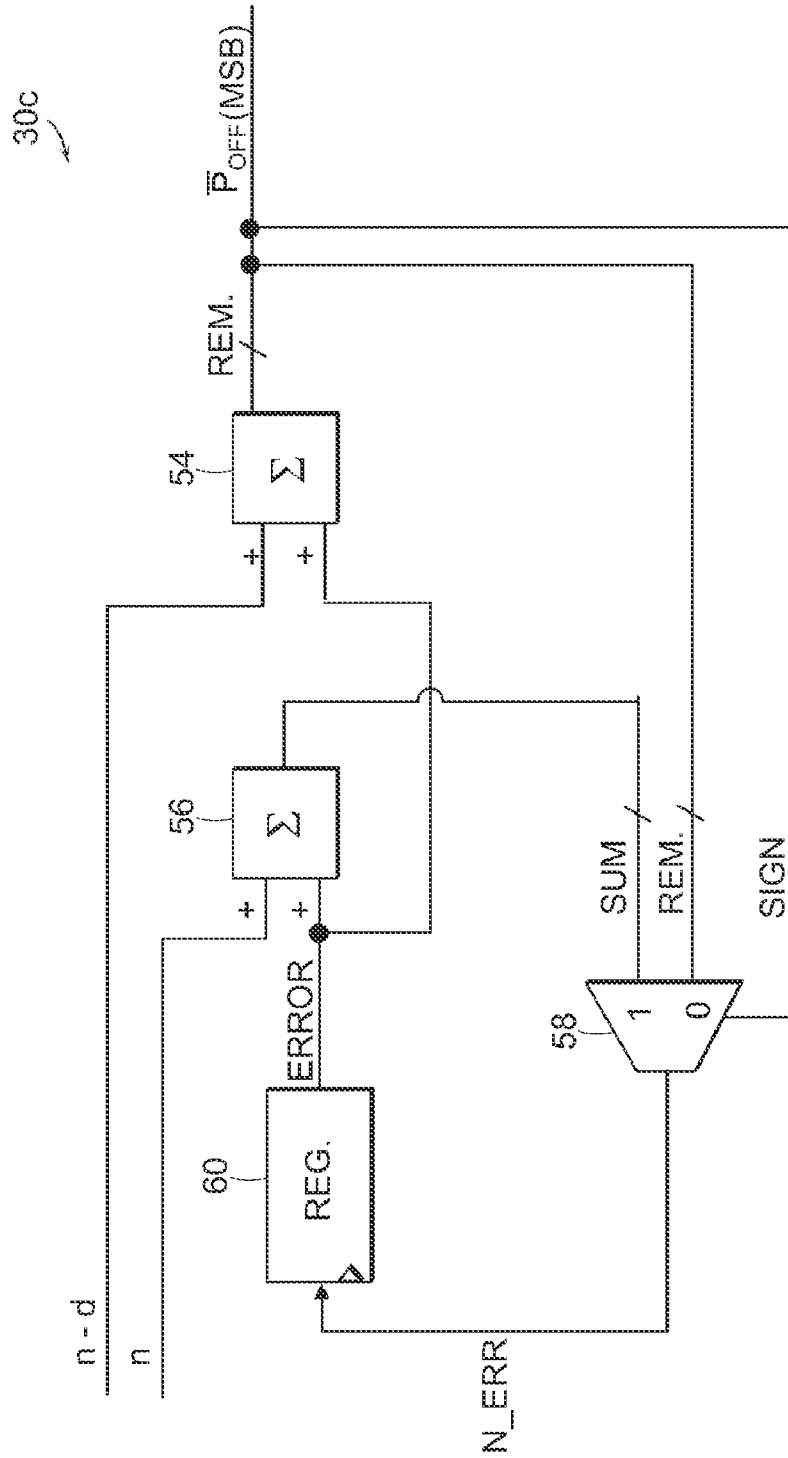 30c
n - d
n
60
REG.
ERROR
+
+
56
Σ
+
+
54
Σ
REM.
P̅OFF(MSB)
N_ERR
58
1
0
SUM
REM.
SIGN